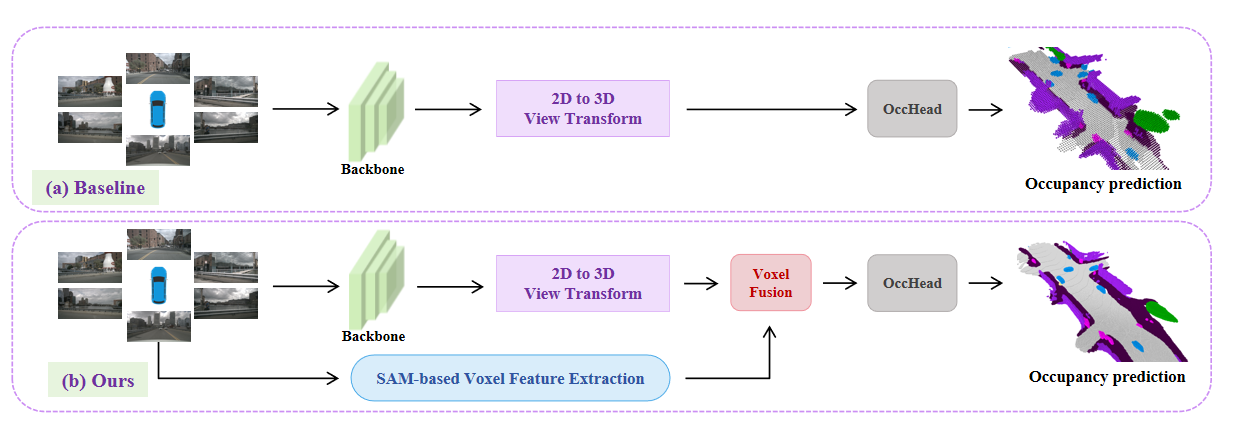 2D to 3D
View Transform
OccHead
Backbone
(a) Baseline
Occupancy prediction
2D to 3D
View Transform
Voxel
Fusion
OccHead
Backbone
(b) Ours
SAM-based Voxel Feature Extraction
Occupancy prediction